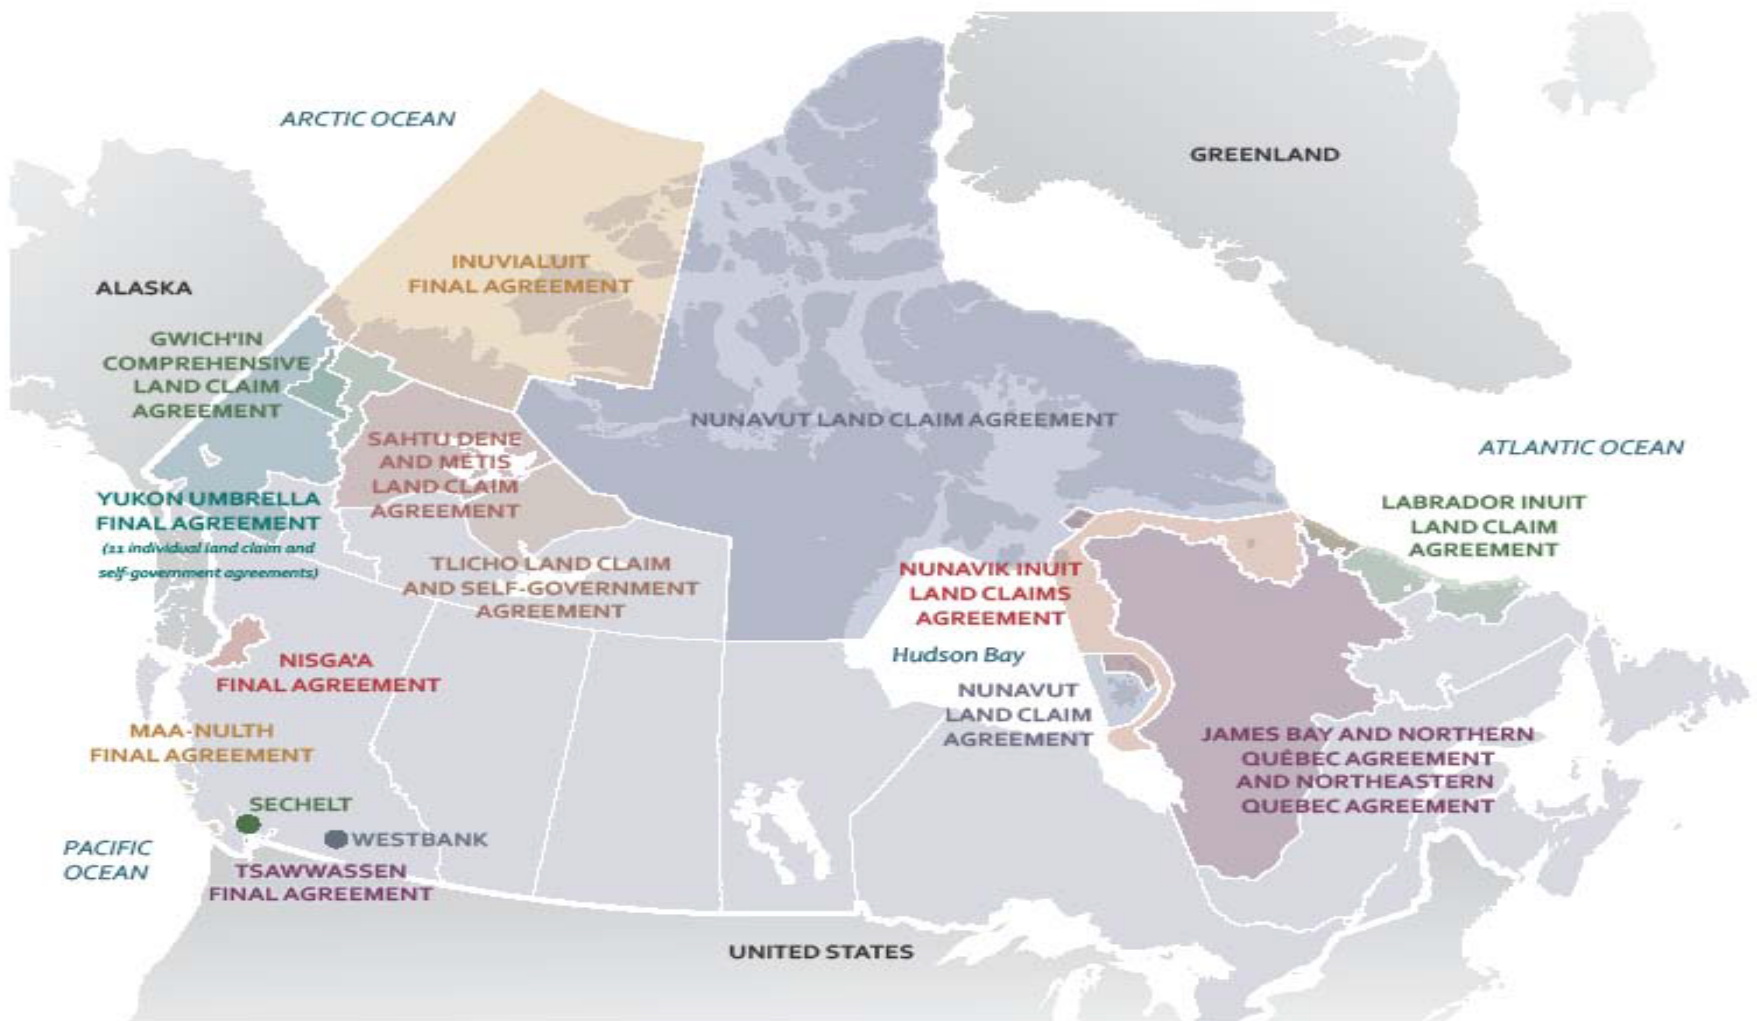 ARCTIC OCEAN
GREENLAND
INUVIALUIT
FINAL AGREEMENT
ALASKA
GWICH'IN
COMPREHENSIVE
LAND CLAIM
AGREEMENT
NUNAVUT LAND CLAIM AGREEMENT
SAHTU DENE
AND METIS
LAND CLAIM
AGREEMENT
ATLANTIC OCEAN
YUKON UMBRELLA
FINAL AGREEMENT
(11 individual land claim and
self-government agreements)
LABRADOR INUIT
LAND CLAIM
AGREEMENT
TLICHO LAND CLAIM
AND SELF-GOVERNMENT
AGREEMENT
NUNAVIK INUIT
LAND CLAIMS
AGREEMENT
Hudson Bay
NISGA'A
FINAL AGREEMENT
NUNAVUT
LAND CLAIM
AGREEMENT
MAA-NULTH
FINAL AGREEMENT
JAMES BAY AND NORTHERN
QUÉBEC AGREEMENT
AND NORTHEASTERN
QUEBEC AGREEMENT
SECHELT
WESTBANK
PACIFIC
OCEAN
TSAWWASSEN
FINAL AGREEMENT
UNITED STATES